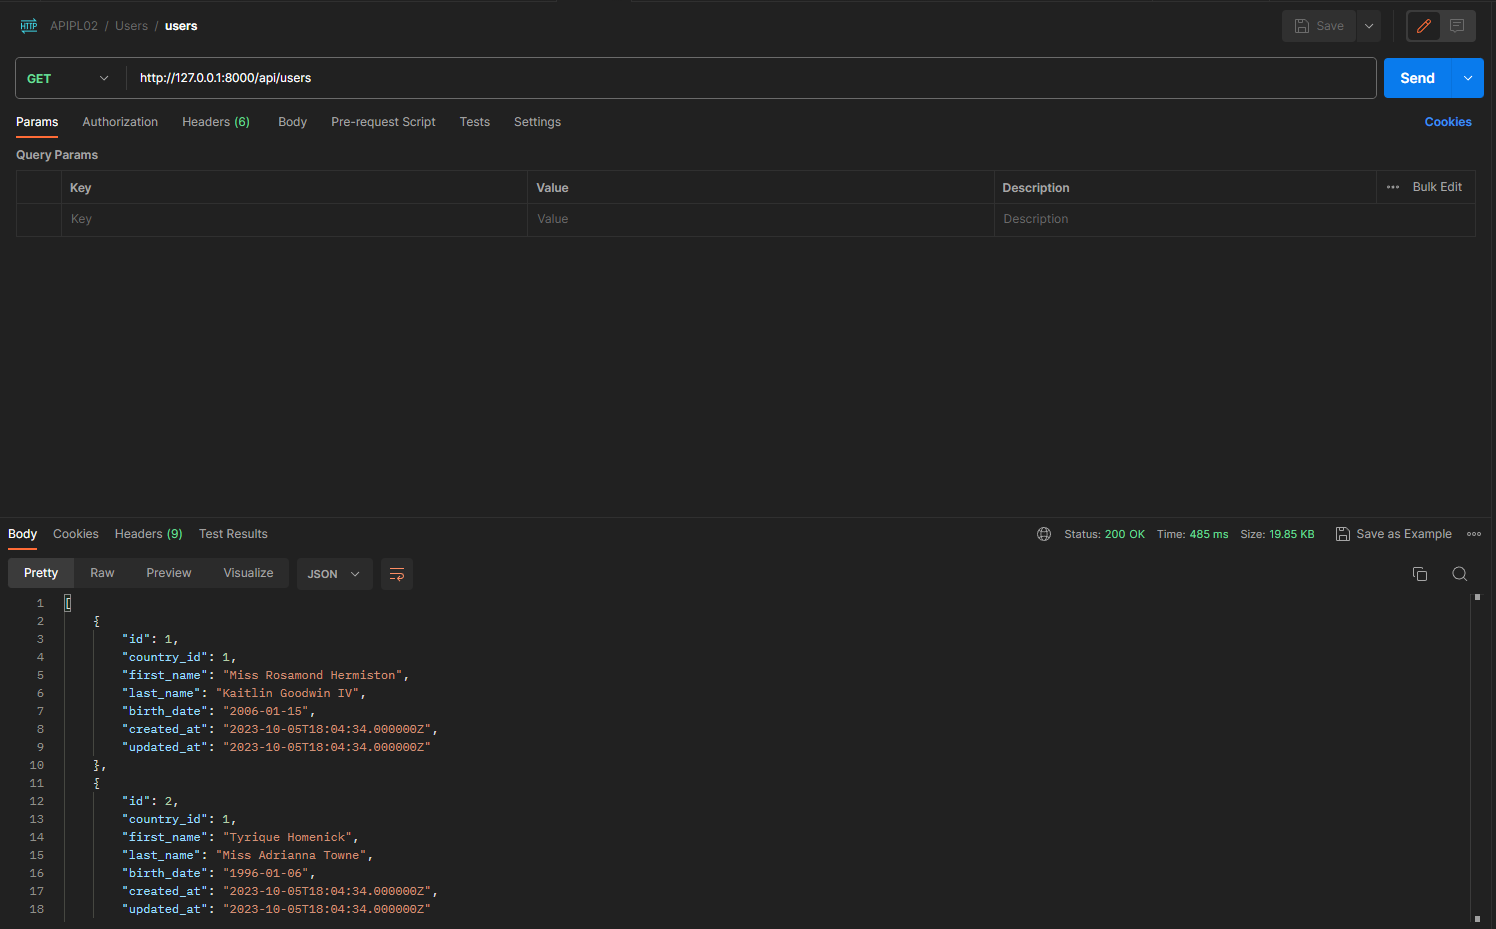 HTTP APIPL02 / Users / users Save
GET http://127.0.0.1:8000/api/users Send
Params Authorization Headers (6) Body Pre-request Script Tests Settings Cookies
Query Params
Key Value Description ••• Bulk Edit
Key Value Description
Body Cookies Headers (9) Test Results Status: 200 OK Time: 485 ms Size: 19.85 KB Save as Example
Pretty Raw Preview Visualize JSON
1 [
2 {
3 "id": 1,
4 "country_id": 1,
5 "first_name": "Miss Rosamond Hermiston",
6 "last_name": "Kaitlin Goodwin IV",
7 "birth_date": "2006-01-15",
8 "created_at": "2023-10-05T18:04:34.000000Z",
9 "updated_at": "2023-10-05T18:04:34.000000Z"
10 },
11 {
12 "id": 2,
13 "country_id": 1,
14 "first_name": "Tyrique Homenick",
15 "last_name": "Miss Adrianna Towne",
16 "birth_date": "1996-01-06",
17 "created_at": "2023-10-05T18:04:34.000000Z",
18 "updated_at": "2023-10-05T18:04:34.000000Z"